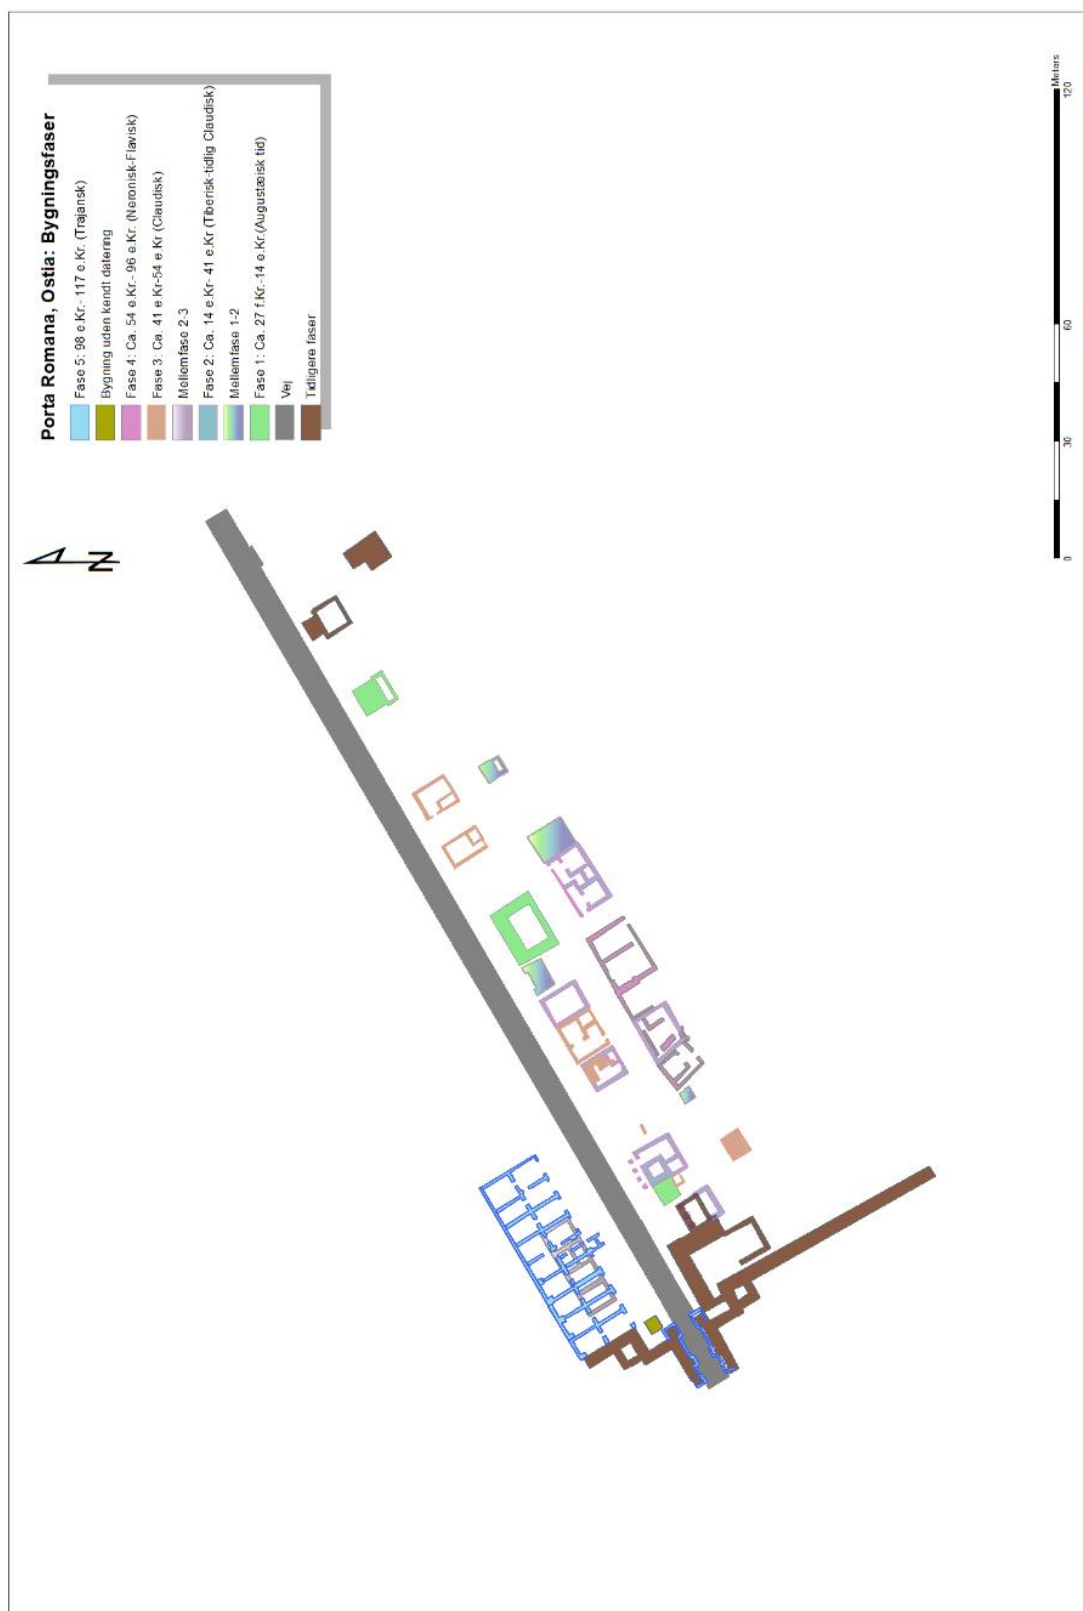 Porta Romana, Ostia: Bygningsfaser
Fase 5: 98 e.Kr.- 117 e.Kr. (Trajansk)
Bygning uden kendt datering
Fase 4: Ca. 54 e.Kr.- 96 e.Kr. (Neronisk-Flavisk)
Fase 3: Ca. 41 e.Kr-54 e.Kr (Claudisk)
Mellemfase 2-3
Fase 2: Ca. 14 e.Kr- 41 e.Kr (Tiberisk-tidlig Claudisk)
Mellemfase 1-2
Fase 1: Ca. 27 f.Kr.-14 e.Kr.(Augustæisk tid)
Vej
Tidligere faser
N
0 30 60 120
Meters